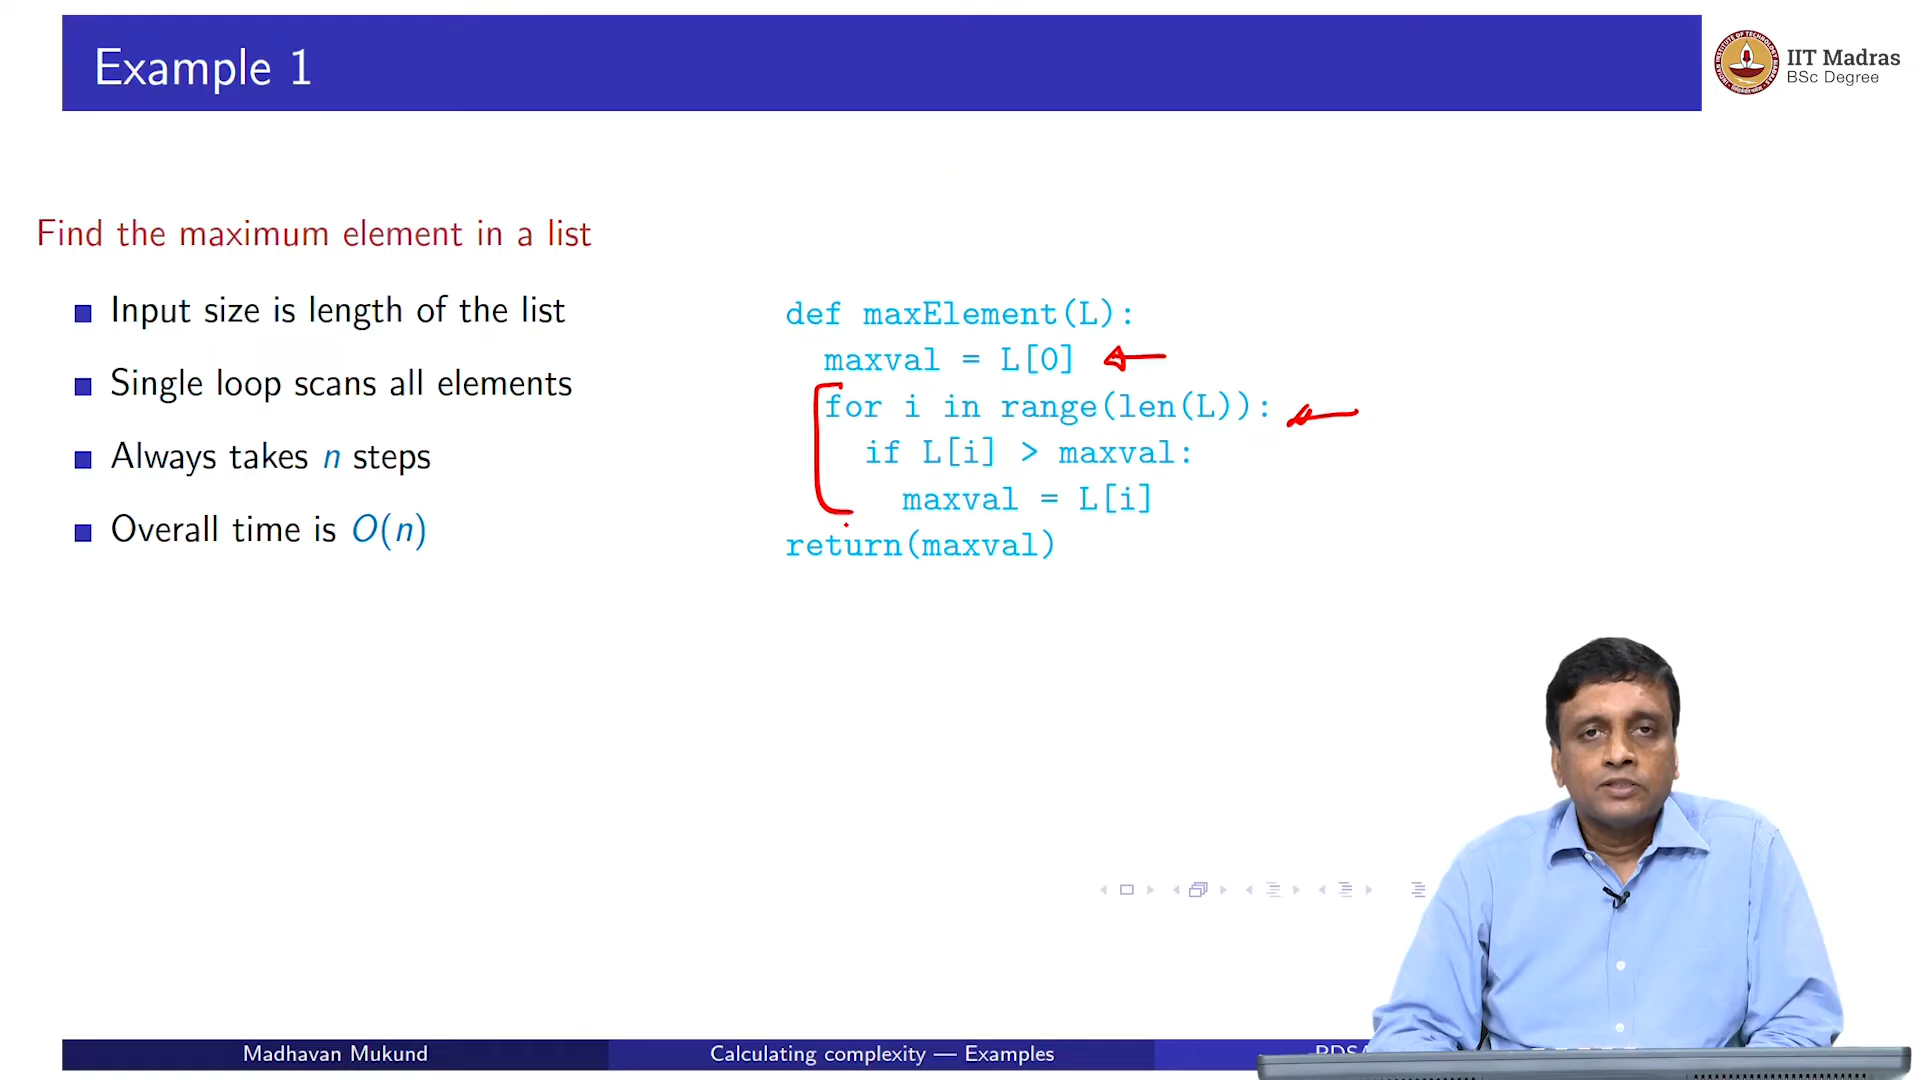 Example 1
IIT Madras
BSc Degree
Find the maximum element in a list
Input size is length of the list
Single loop scans all elements
Always takes n steps
Overall time is O(n)
def maxElement(L):
maxval = L[0]
for i in range(len(L)):
if L[i] > maxval:
maxval = L[i]
return(maxval)
Madhavan Mukund
Calculating complexity — Examples